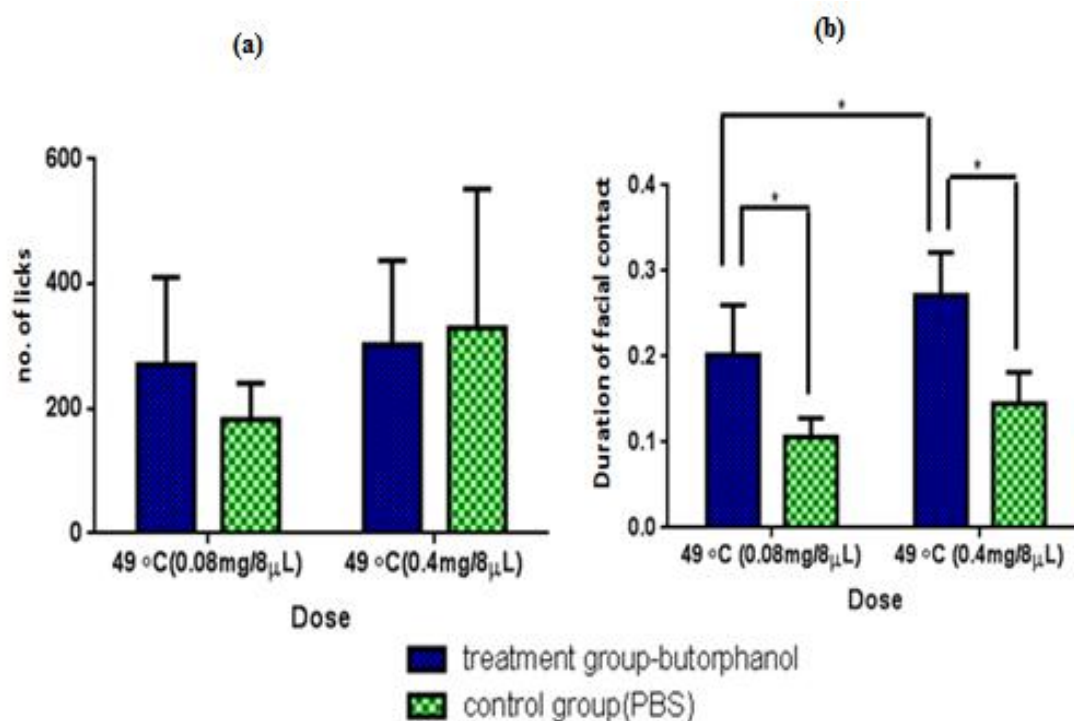 (a)
(b)
600
400
200
0
no. of licks
49 °C(0.08mg/8µL)
49 °C(0.4mg/8µL)
Dose
*
*
*
0.4
0.3
0.2
0.1
0.0
Duration of facial contact
49 °C (0.08mg/8µL)
49 °C (0.4mg/8µL)
Dose
treatment group-butorphanol
control group(PBS)